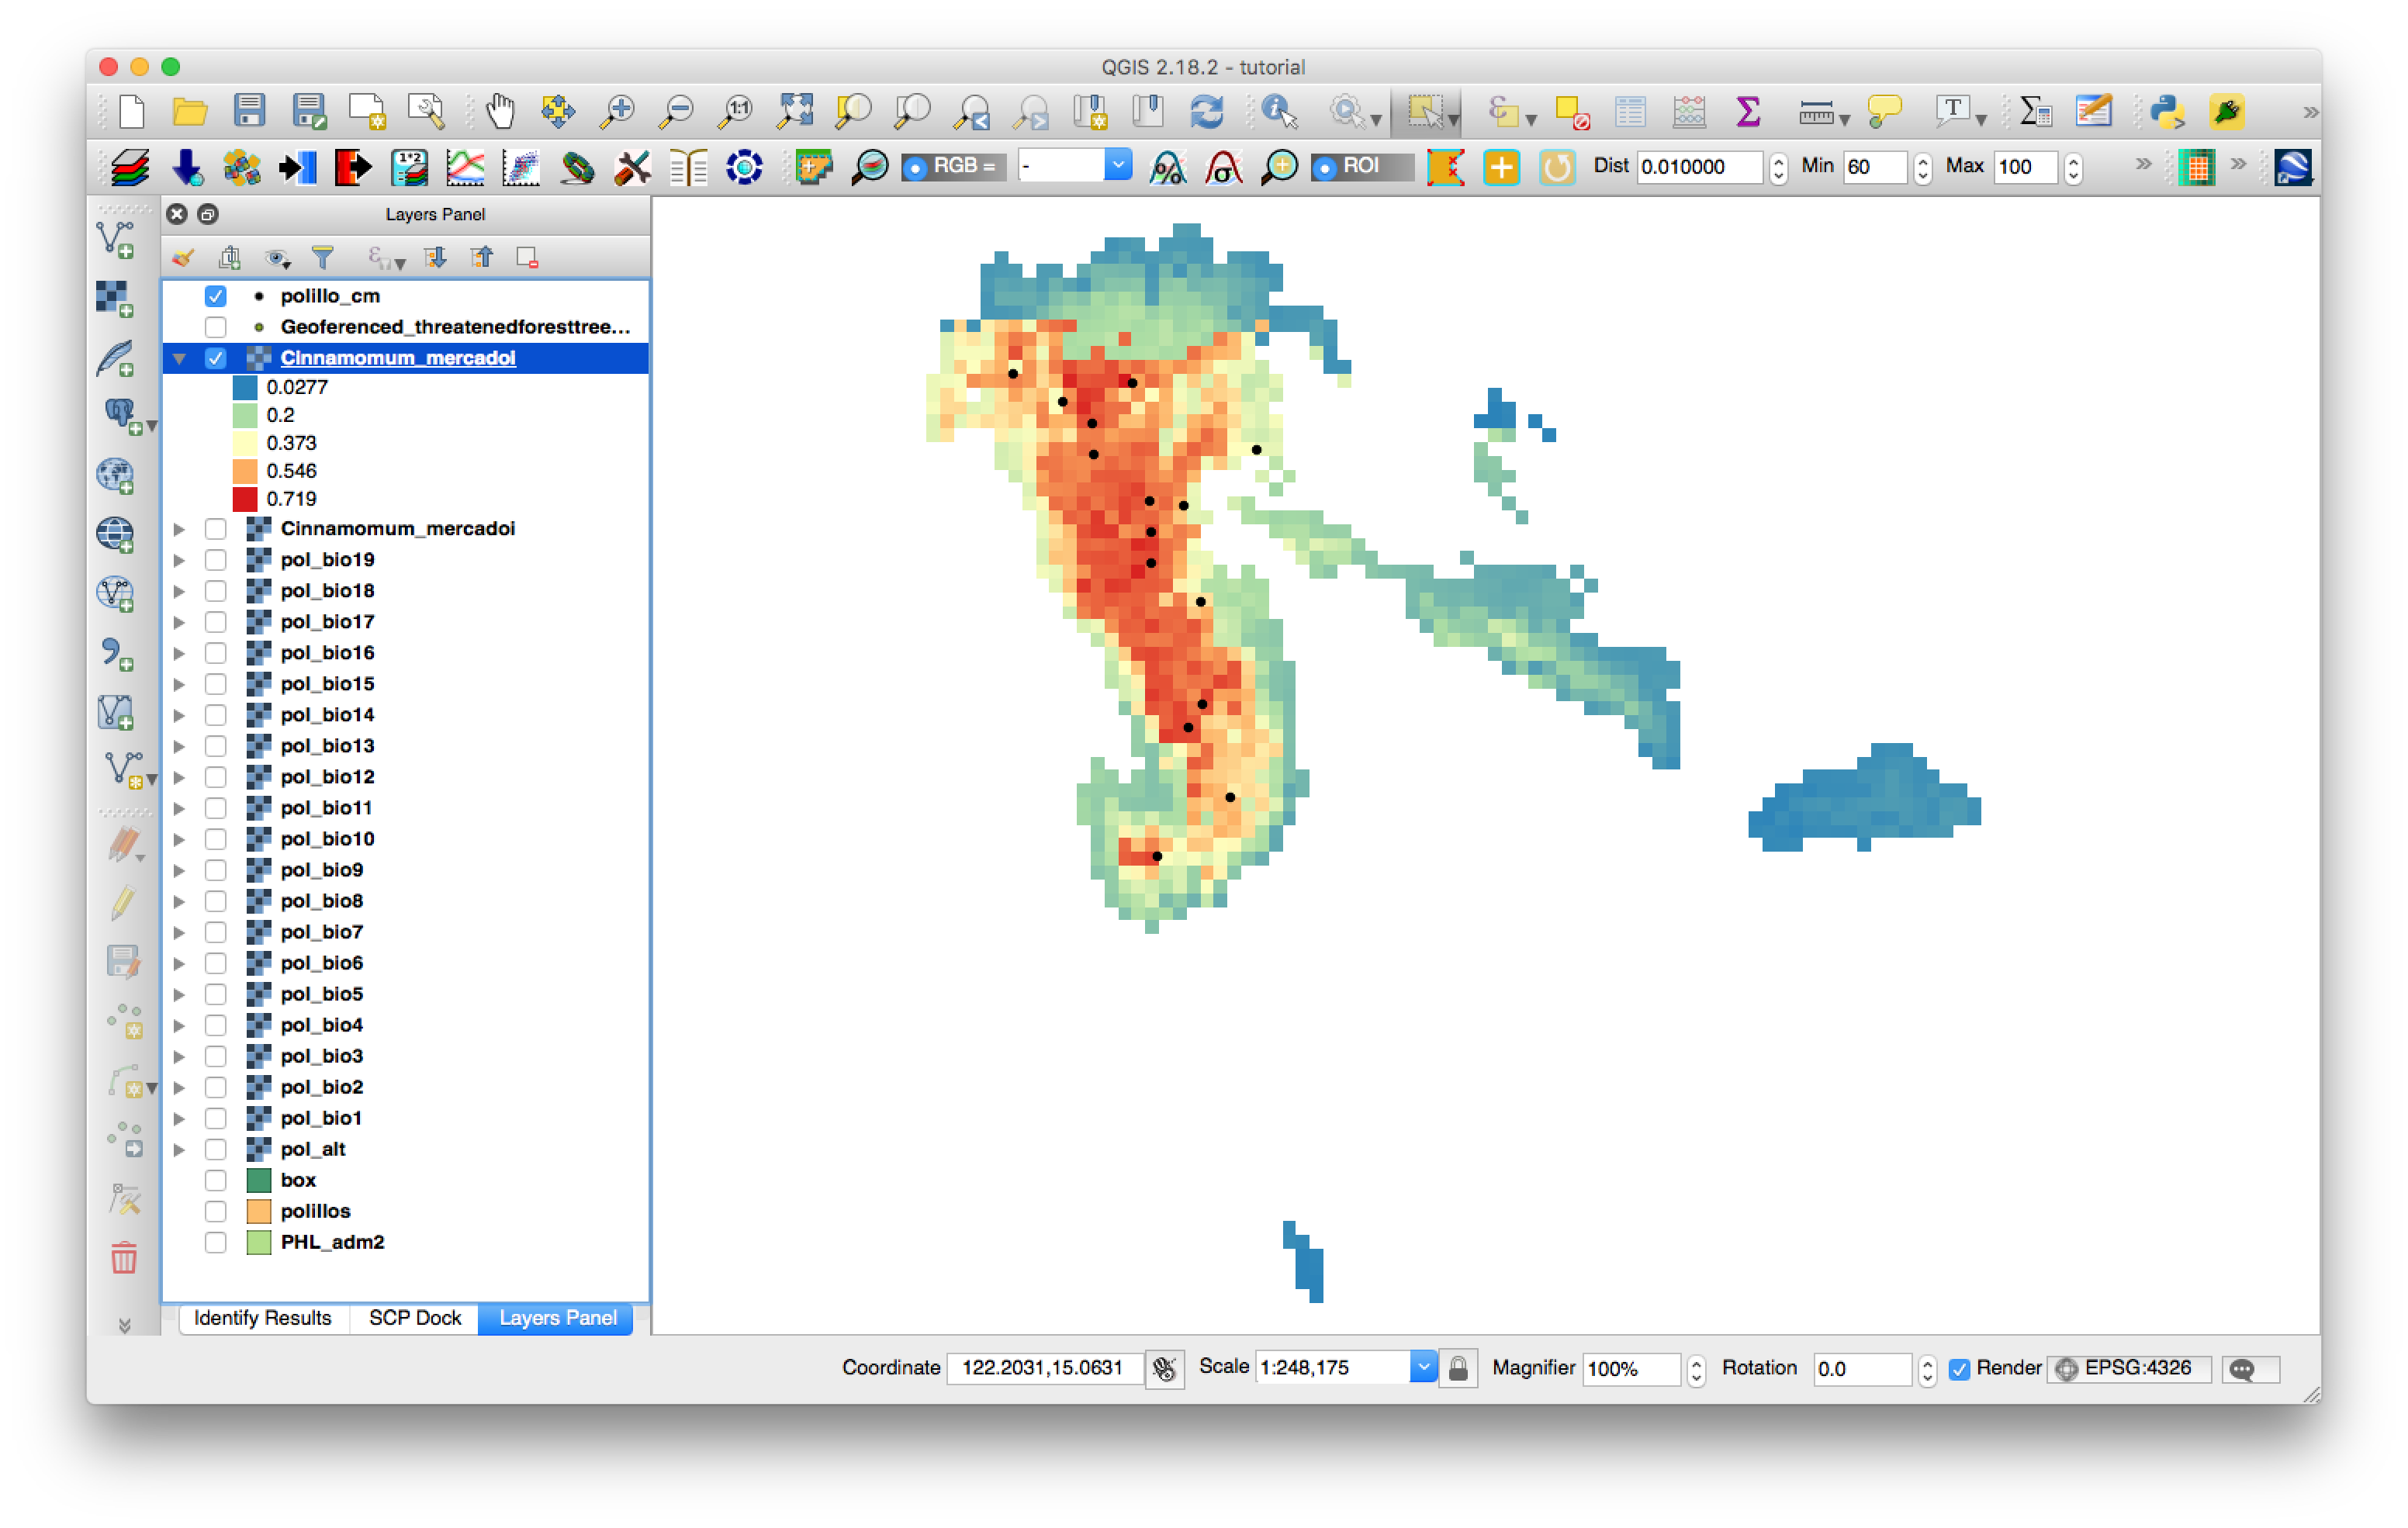 QGIS 2.18.2 - tutorial
1:1
T
1*2
RGB =
-
ROI
Dist 0.010000
Min 60
Max 100
Layers Panel
polillo_cm
Geoferenced_threatenedforesttree...
Cinnamomum_mercadoi
0.0277
0.2
0.373
0.546
0.719
Cinnamomum_mercadoi
pol_bio19
pol_bio18
pol_bio17
pol_bio16
pol_bio15
pol_bio14
pol_bio13
pol_bio12
pol_bio11
pol_bio10
pol_bio9
pol_bio8
pol_bio7
pol_bio6
pol_bio5
pol_bio4
pol_bio3
pol_bio2
pol_bio1
pol_alt
box
polillos
PHL_adm2
Identify Results SCP Dock Layers Panel
Coordinate 122.2031,15.0631 Scale 1:248,175 Magnifier 100% Rotation 0.0 Render EPSG:4326